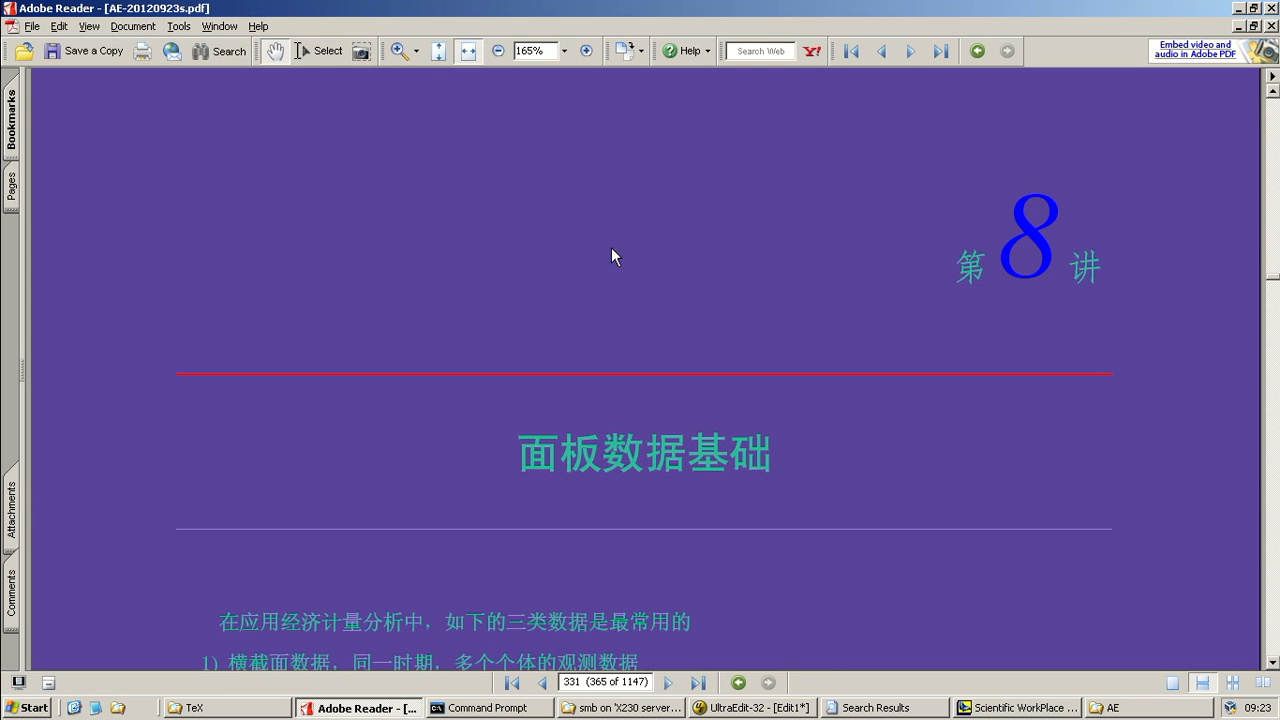 Adobe Reader - [AE-20120923s.pdf]
File Edit View Document Tools Window Help
Save a Copy Search Select 165% Help Search Web Y! Embed video and audio in Adobe PDF
Bookmarks
Pages
Attachments
Comments
第 8 讲
面板数据基础
在应用经济计量分析中，如下的三类数据是最常用的
1) 横截面数据，同一时期，多个个体的观测数据
331 (365 of 1147)
Start TeX Adobe Reader - [... Command Prompt smb on 'X230 server... UltraEdit-32 - [Edit1*] Search Results Scientific WorkPlace ... AE 09:23